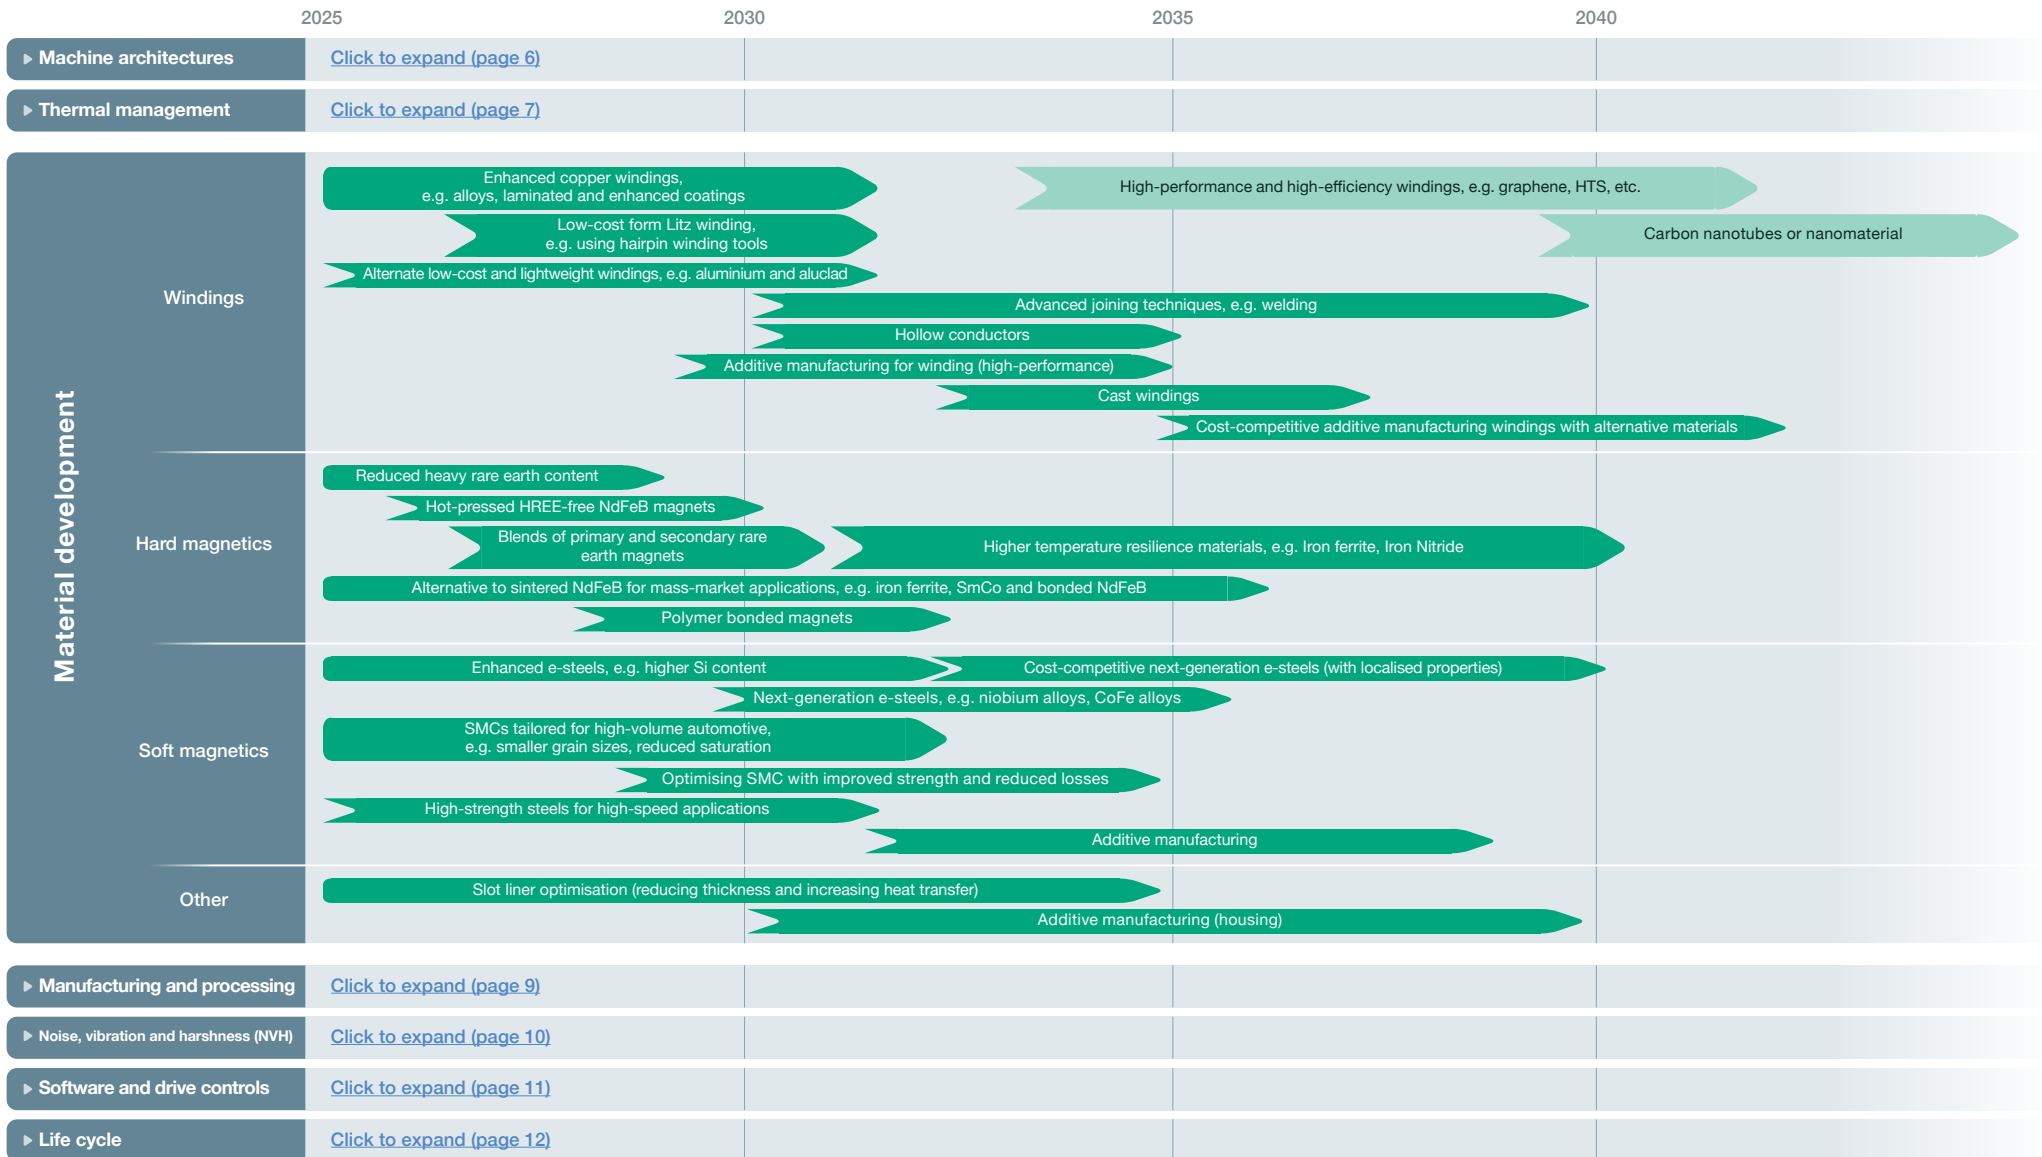 2025
2030
2035
2040
Machine architectures
Click to expand (page 6)
Thermal management
Click to expand (page 7)
Material development
Windings
Enhanced copper windings,
e.g. alloys, laminated and enhanced coatings
High-performance and high-efficiency windings, e.g. graphene, HTS, etc.
Low-cost form Litz winding,
e.g. using hairpin winding tools
Carbon nanotubes or nanomaterial
Alternate low-cost and lightweight windings, e.g. aluminium and aluclad
Advanced joining techniques, e.g. welding
Hollow conductors
Additive manufacturing for winding (high-performance)
Cast windings
Cost-competitive additive manufacturing windings with alternative materials
Hard magnetics
Reduced heavy rare earth content
Hot-pressed HREE-free NdFeB magnets
Blends of primary and secondary rare
earth magnets
Higher temperature resilience materials, e.g. Iron ferrite, Iron Nitride
Alternative to sintered NdFeB for mass-market applications, e.g. iron ferrite, SmCo and bonded NdFeB
Polymer bonded magnets
Soft magnetics
Enhanced e-steels, e.g. higher Si content
Cost-competitive next-generation e-steels (with localised properties)
Next-generation e-steels, e.g. niobium alloys, CoFe alloys
SMCs tailored for high-volume automotive,
e.g. smaller grain sizes, reduced saturation
Optimising SMC with improved strength and reduced losses
High-strength steels for high-speed applications
Additive manufacturing
Other
Slot liner optimisation (reducing thickness and increasing heat transfer)
Additive manufacturing (housing)
Manufacturing and processing
Click to expand (page 9)
Noise, vibration and harshness (NVH)
Click to expand (page 10)
Software and drive controls
Click to expand (page 11)
Life cycle
Click to expand (page 12)